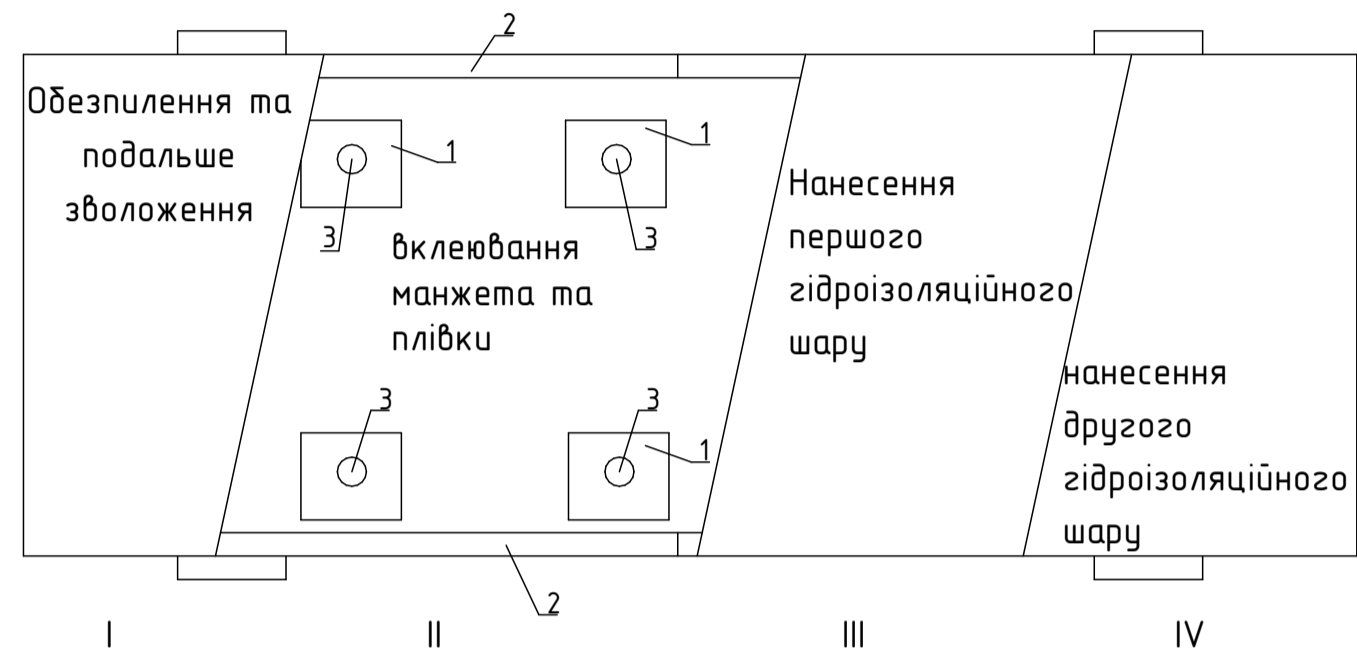 2
Обезпилення та
подальше
зволоження
1
1
3
3
вклеювання
манжета та
плівки
Нанесення
першого
гідроізоляційного
шару
3
3
1
нанесення
другого
гідроізоляційного
шару
2
I
II
III
IV